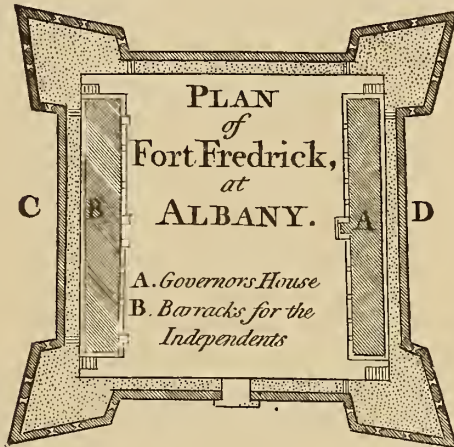 PLAN
of
Fort Fredrick,
at
ALBANY.
C
B
A
D
A. Governors House
B. Barracks for the
Independents